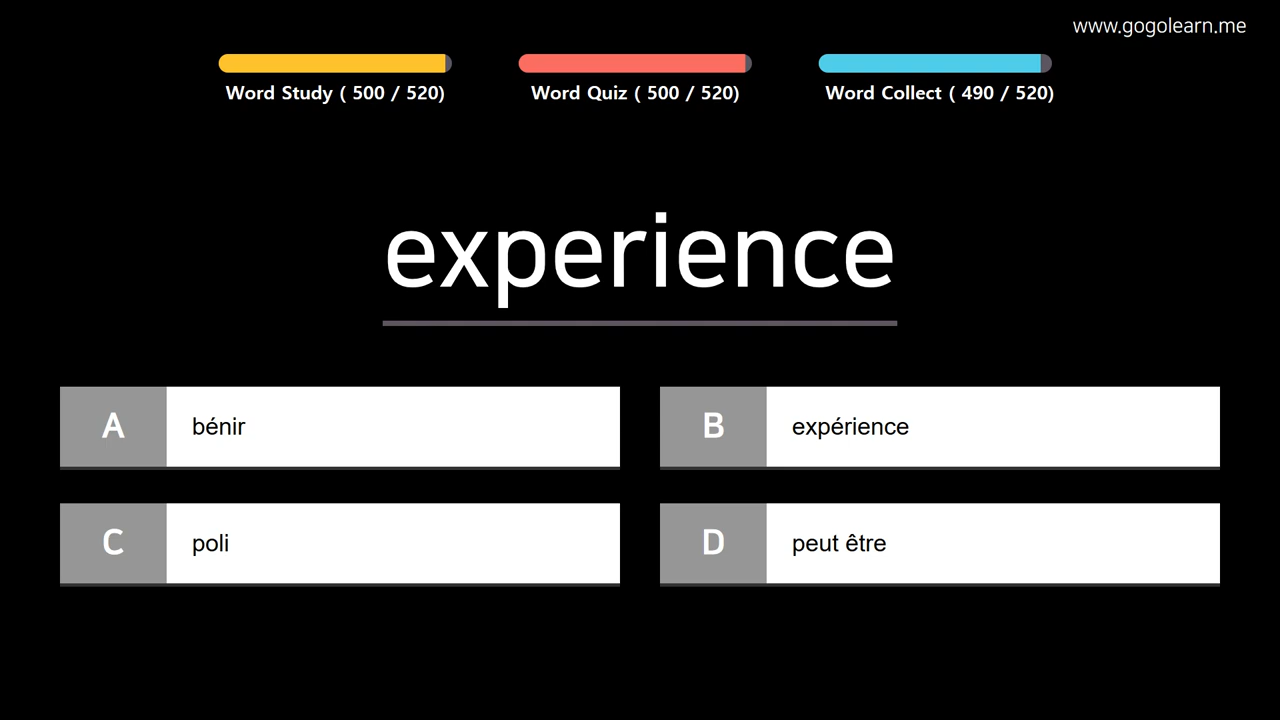 www.gogolearn.me
Word Study ( 500 / 520)
Word Quiz ( 500 / 520)
Word Collect ( 490 / 520)
experience
A bénir
B expérience
C poli
D peut être